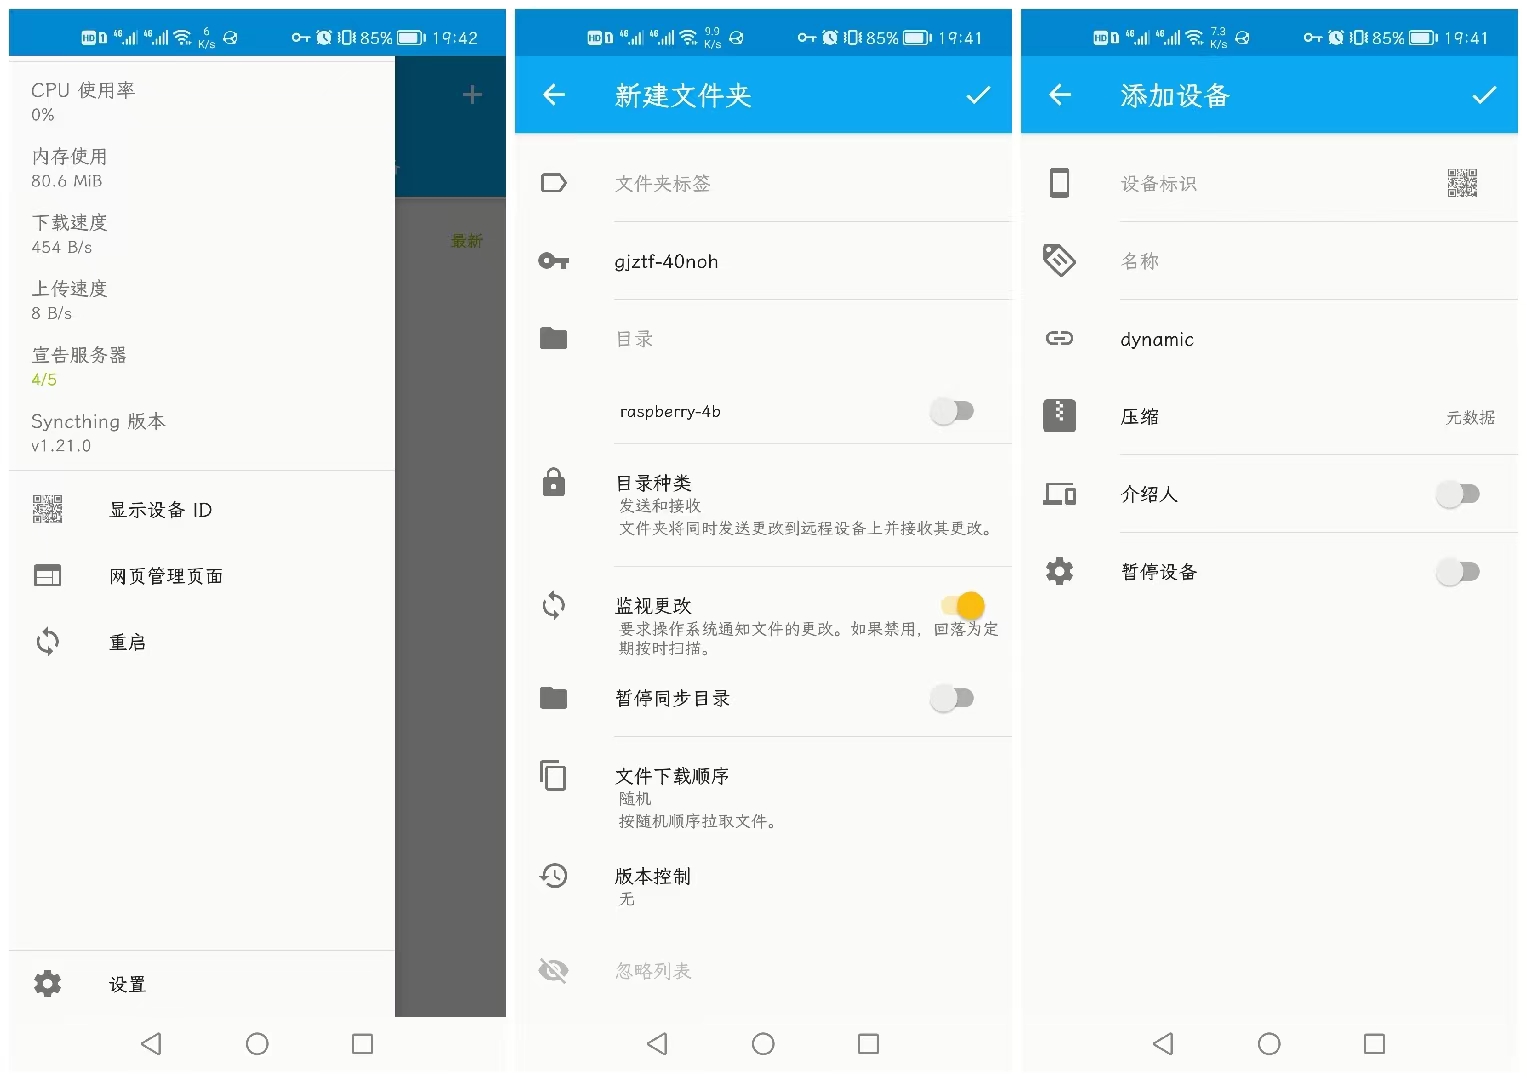 HD 1 4G 4G 6 K/s 85% 19:42
CPU 使用率
0%
内存使用
80.6 MiB
下载速度
454 B/s
最新
上传速度
8 B/s
宣告服务器
4/5
Syncthing 版本
v1.21.0
显示设备 ID
网页管理页面
重启
设置
HD 1 4G 4G 9.9 K/s 85% 19:41
新建文件夹
文件夹标签
gjztf-40noh
目录
raspberry-4b
目录种类
发送和接收
文件夹将同时发送更改到远程设备上并接收其更改。
监视更改
要求操作系统通知文件的更改。如果禁用，回落为定
期按时扫描。
暂停同步目录
文件下载顺序
随机
按随机顺序拉取文件。
版本控制
无
忽略列表
HD 1 4G 4G 7.3 K/s 85% 19:41
添加设备
设备标识
名称
dynamic
压缩 元数据
介绍人
暂停设备